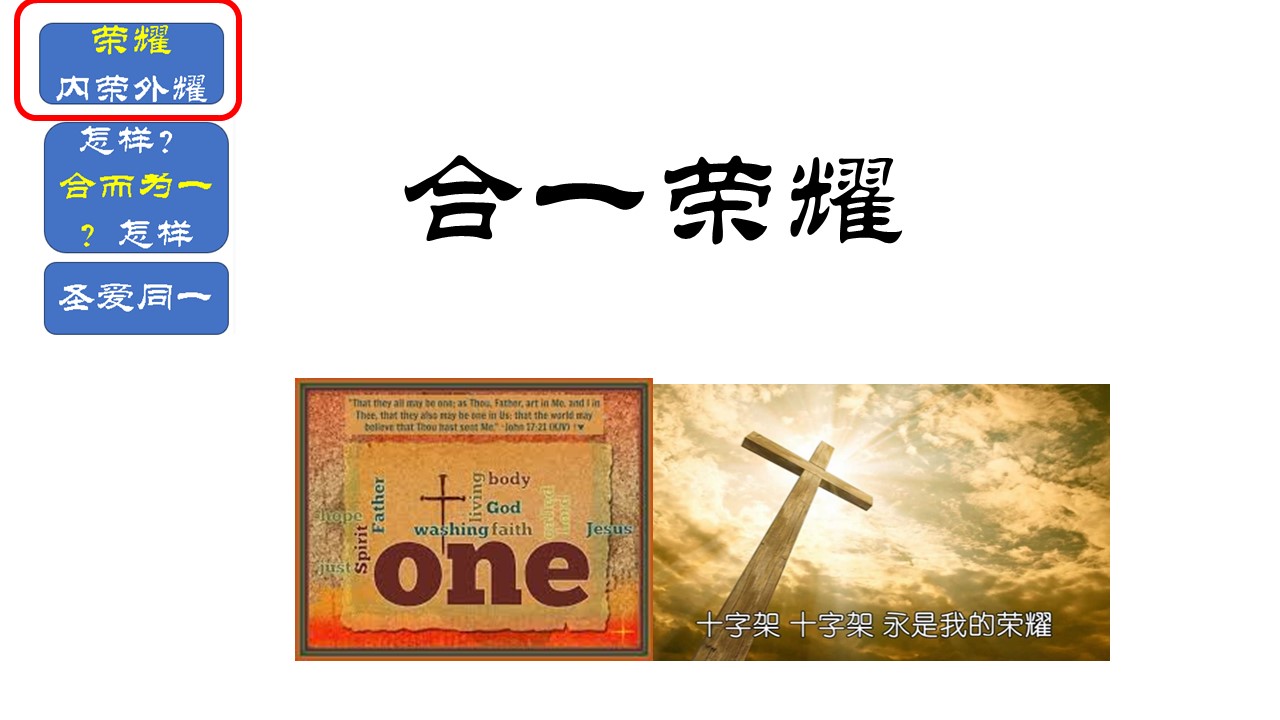 荣耀
内荣外耀
怎样?
合而为一
? 怎样
圣爱同一
合一荣耀
"That they all may be one; as Thou, Father, art in Me, and I in
Thee, that they also may be one in Us: that the world may
believe that Thou hast sent Me." -John 17:21 (KJV)
hope
Father
living
body
God
washing
faith
Jesus
Spirit
just
one
十字架 十字架 永是我的荣耀